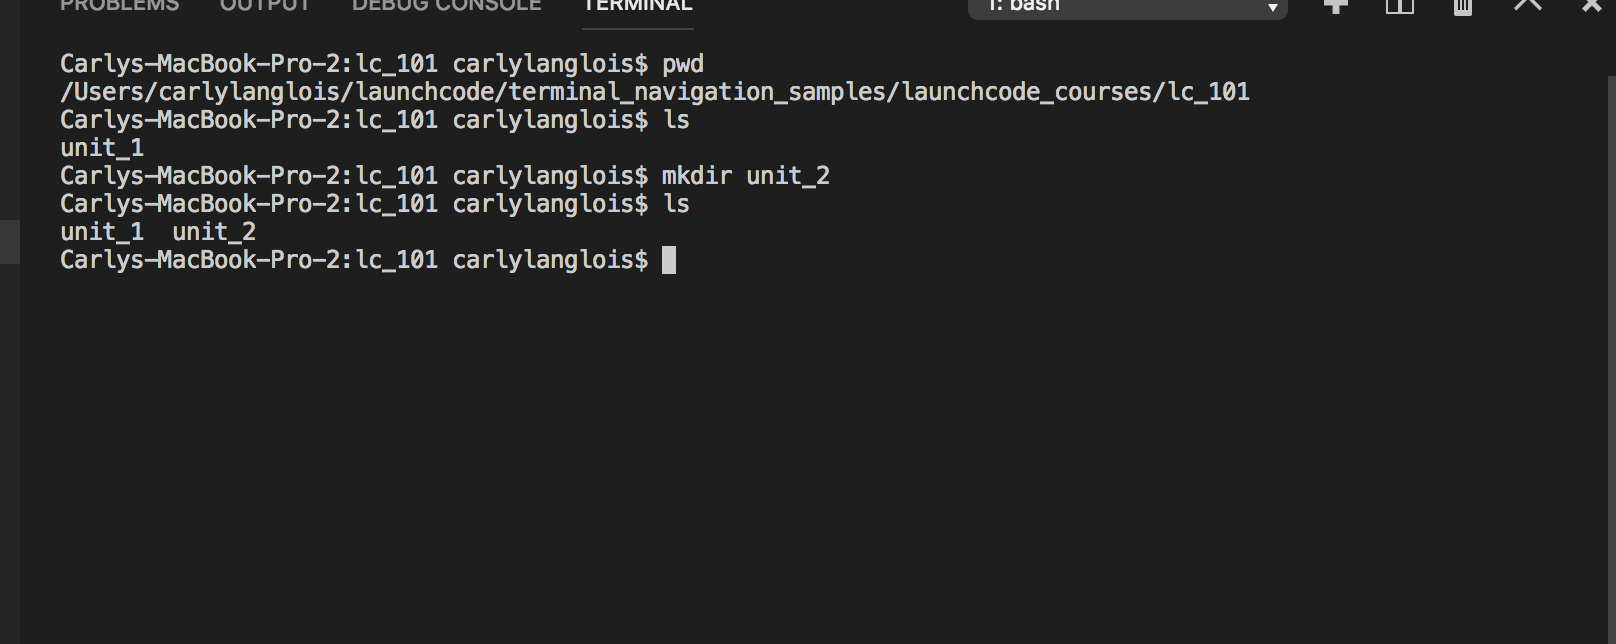 PROBLEMS OUTPUT DEBUG CONSOLE TERMINAL 1: bash
Carlys-MacBook-Pro-2:lc_101 carlylanglois$ pwd
/Users/carlylanglois/launchcode/terminal_navigation_samples/launchcode_courses/lc_101
Carlys-MacBook-Pro-2:lc_101 carlylanglois$ ls
unit_1
Carlys-MacBook-Pro-2:lc_101 carlylanglois$ mkdir unit_2
Carlys-MacBook-Pro-2:lc_101 carlylanglois$ ls
unit_1  unit_2
Carlys-MacBook-Pro-2:lc_101 carlylanglois$